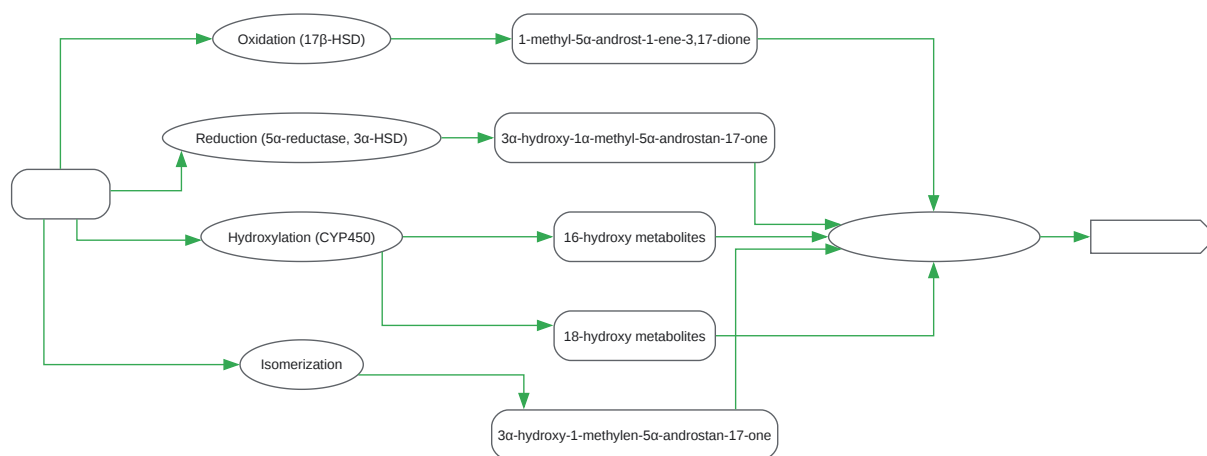 Oxidation (17β-HSD)
1-methyl-5α-androst-1-ene-3,17-dione
Reduction (5α-reductase, 3α-HSD)
3α-hydroxy-1α-methyl-5α-androstan-17-one
Hydroxylation (CYP450)
16-hydroxy metabolites
18-hydroxy metabolites
Isomerization
3α-hydroxy-1-methylen-5α-androstan-17-one